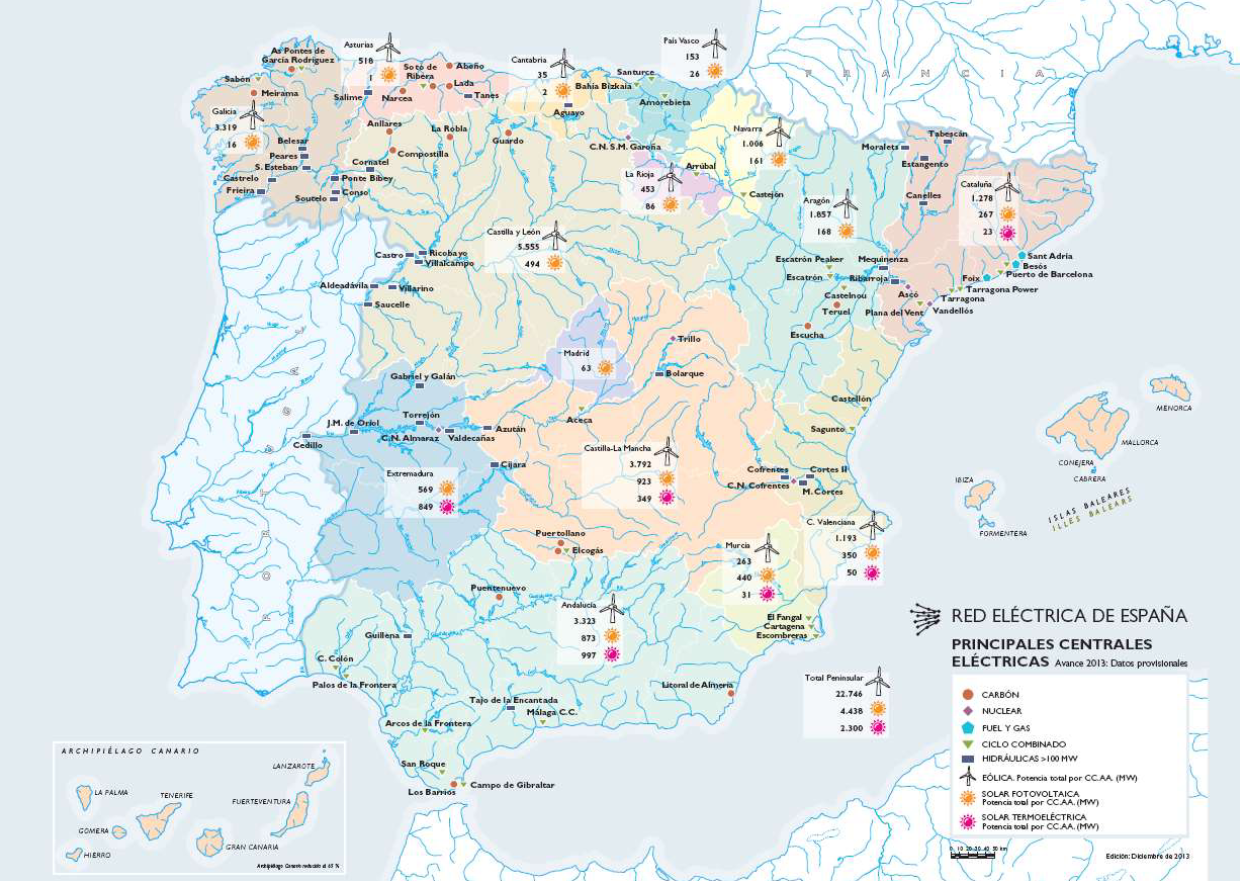 FRANCIA
As Pontes de
García Rodríguez
Sabón
Meirama
Galicia
3.319
16
Asturias
518
1
Soto de
Ribera
Aboño
Lada
Tanes
Narcea
Salime
Cantabria
35
2
Aguayo
Santurce
Bahía Bizkaia
Amorebieta
País Vasco
153
26
Navarra
1.006
161
Castejón
La Rioja
453
86
Arrúbal
C.N. S.M. Garoña
Belesar
Peares
S. Esteban
Castrelo
Frieira
Anllares
La Robla
Guardo
Compostilla
Cornatel
Ponte Bibey
Conso
Soutelo
Castilla y León
5.555
494
Castro
Ricobayo
Villalcampo
Aldeadávila
Villarino
Saucelle
Aragón
1.857
168
Escatrón Peaker
Escatrón
Mequinenza
Ribarroja
Castelnou
Teruel
Escucha
Moralets
Tabescán
Estangento
Canelles
Cataluña
1.278
267
23
Sant Adria
Besós
Puerto de Barcelona
Foix
Tarragona Power
Tarragona
Ascó
Vandellós
Plana del Vent
Madrid
63
Trillo
Bolarque
Aceca
Castilla-La Mancha
3.792
923
349
Puertollano
Elcogás
Gabriel y Galán
Torrejón
J.M. de Oriol
Cedillo
C.N. Almaraz
Valdecañas
Azután
Cijara
Extremadura
569
849
PORTUGAL
Castellón
Sagunto
Cofrentes
Cortes II
C.N. Cofrentes
M. Cortes
C. Valenciana
1.193
350
50
Murcia
263
440
31
El Fangal
Cartagena
Escombreras
Puentenuevo
Andalucía
3.323
873
997
Guillena
C. Colón
Palos de la Frontera
Tajo de la Encantada
Málaga C.C.
Litoral de Almería
Arcos de la Frontera
San Roque
Los Barrios
Campo de Gibraltar
MENORCA
MALLORCA
CONEJERA
CABRERA
IBIZA
FORMENTERA
ISLAS BALEARES
ILLES BALEARS
Total Peninsular
22.746
4.438
2.300
RED ELÉCTRICA DE ESPAÑA
PRINCIPALES CENTRALES
ELÉCTRICAS Avance 2013: Datos provisionales
CARBÓN
NUCLEAR
FUEL Y GAS
CICLO COMBINADO
HIDRÁULICAS >100 MW
EÓLICA. Potencia total por CC.AA. (MW)
SOLAR FOTOVOLTAICA
Potencia total por CC.AA. (MW)
SOLAR TERMOELÉCTRICA
Potencia total por CC.AA. (MW)
0 10 20 30 40 50 km
Edición: Diciembre de 2013
ARCHIPIÉLAGO CANARIO
LANZAROTE
LA PALMA
TENERIFE
FUERTEVENTURA
GOMERA
GRAN CANARIA
HIERRO
Archipiélago Canario reducido al 65 %